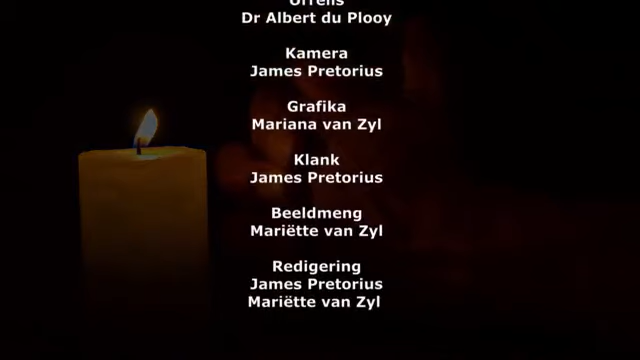 Orrelis
Dr Albert du Plooy
Kamera
James Pretorius
Grafika
Mariana van Zyl
Klank
James Pretorius
Beeldmeng
Mariëtte van Zyl
Redigering
James Pretorius
Mariëtte van Zyl